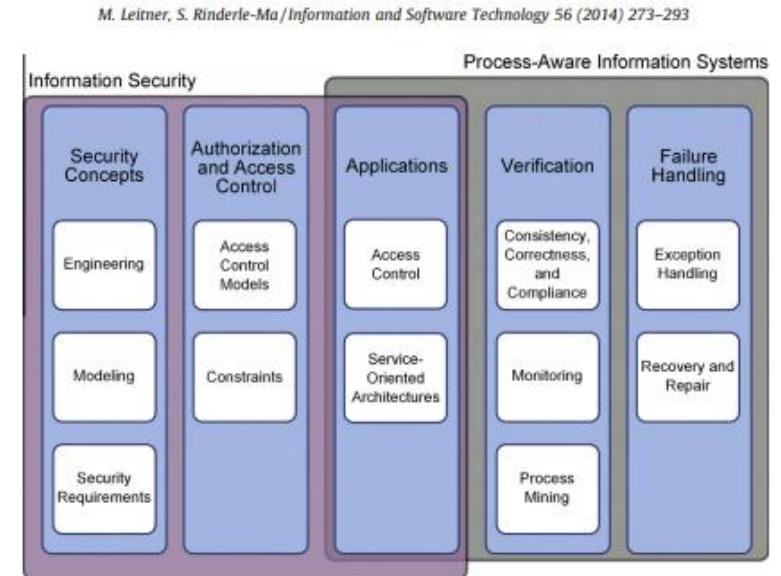 M. Leitner, S. Rinderle-Ma / Information and Software Technology 56 (2014) 273–293
Process-Aware Information Systems
Information Security
Security
Concepts
Engineering
Modeling
Security
Requirements
Authorization
and Access
Control
Access
Control
Models
Constraints
Applications
Access
Control
Service-
Oriented
Architectures
Verification
Consistency,
Correctness,
and
Compliance
Monitoring
Process
Mining
Failure
Handling
Exception
Handling
Recovery and
Repair